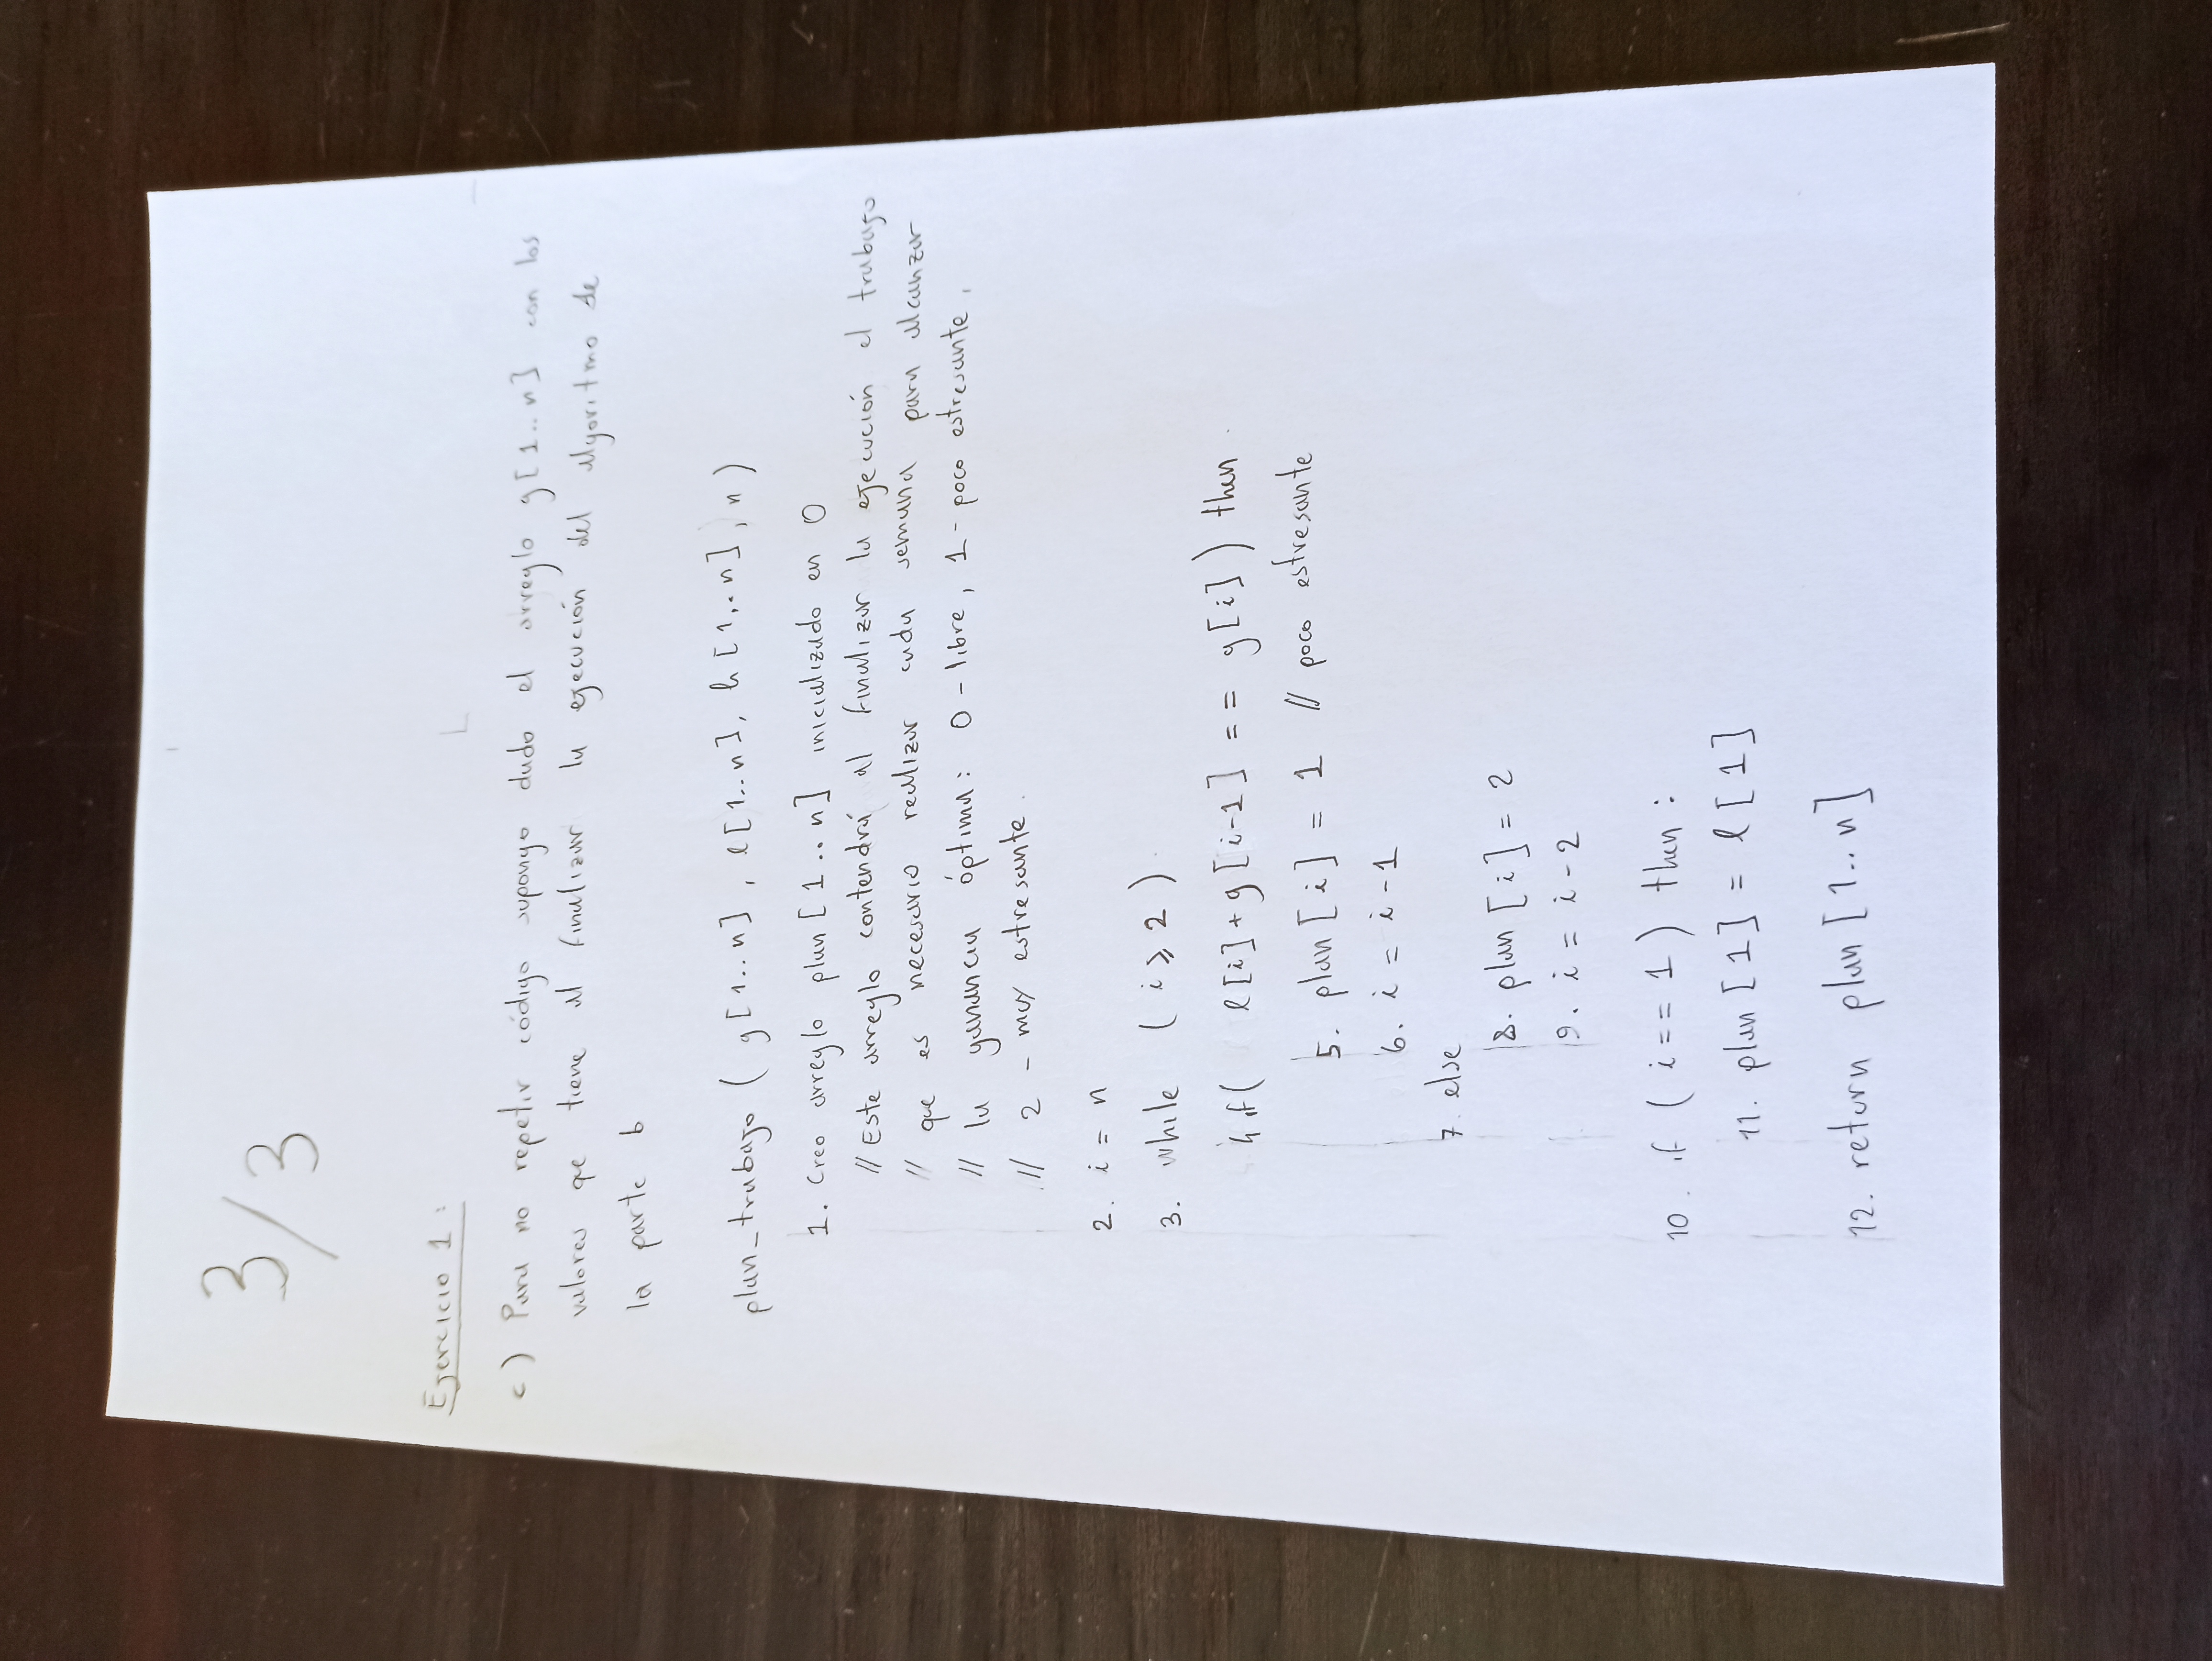 3/3
Ejercicio 1:
c) Para no repetir código supongo dado el arreglo g[1..n] con los
valores que tiene al finalizar la ejecución del algoritmo de
la parte b
plan_trabajo (g[1..n], l[1..n], h[1..n], n)
1. Creo arreglo plan[1..n] inicializado en 0
// Este arreglo contendrá al finalizar la ejecución el trabajo
// que es necesario realizar cada semana para alcanzar
// la ganancia óptima: 0 - libre, 1 - poco estresante,
// 2 - muy estresante.
2. i = n
3. while (i ⩾ 2)
4. if( l[i]+g[i-1] == g[i]) then
5. plan[i] = 1 // poco estresante
6. i = i-1
7. else
8. plan[i] = 2
9. i = i-2
10. if (i == 1) then:
11. plan[1] = l[1]
12. return plan[1..n]